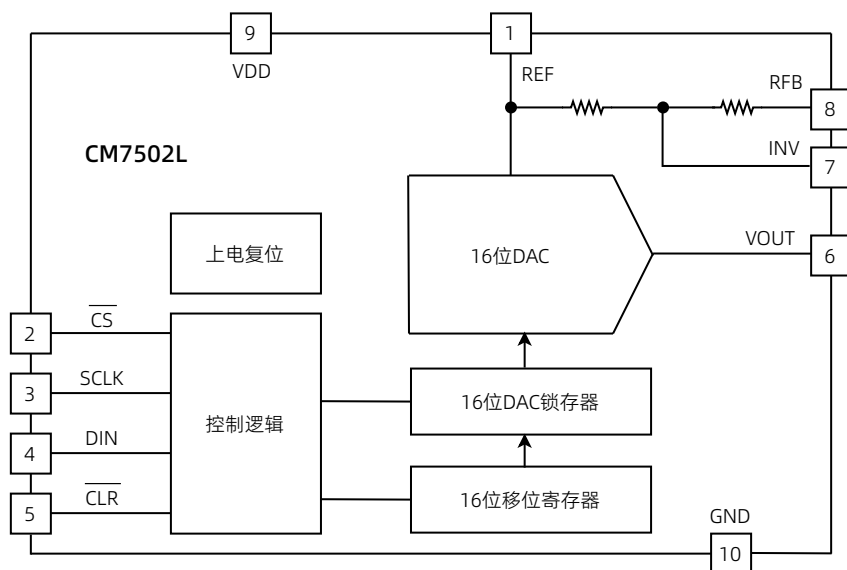 9
VDD
1
REF
RFB
8
INV
7
CM7502L
上电复位
16位DAC
VOUT
6
2
CS
3
SCLK
4
DIN
5
CLR
控制逻辑
16位DAC锁存器
16位移位寄存器
GND
10